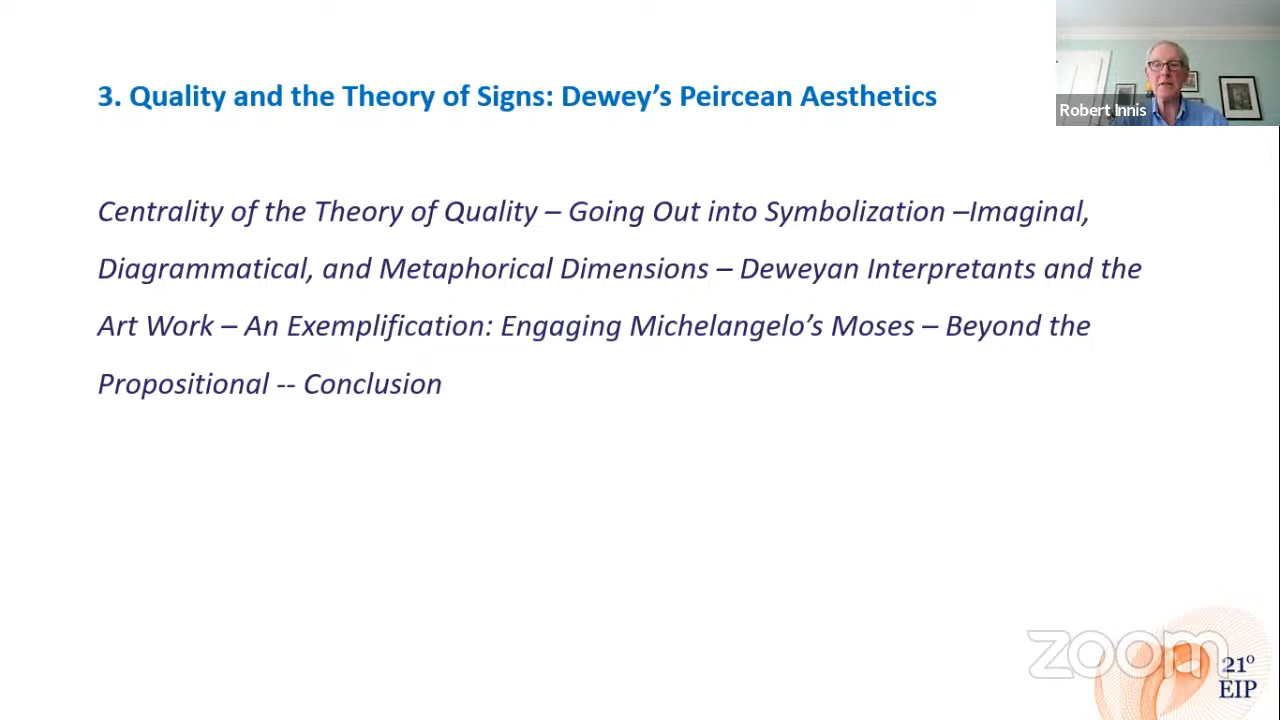 3. Quality and the Theory of Signs: Dewey’s Peircean Aesthetics
Robert Innis
Centrality of the Theory of Quality – Going Out into Symbolization –Imaginal,
Diagrammatical, and Metaphorical Dimensions – Deweyan Interpretants and the
Art Work – An Exemplification: Engaging Michelangelo’s Moses – Beyond the
Propositional -- Conclusion
zoom
21º
EIP